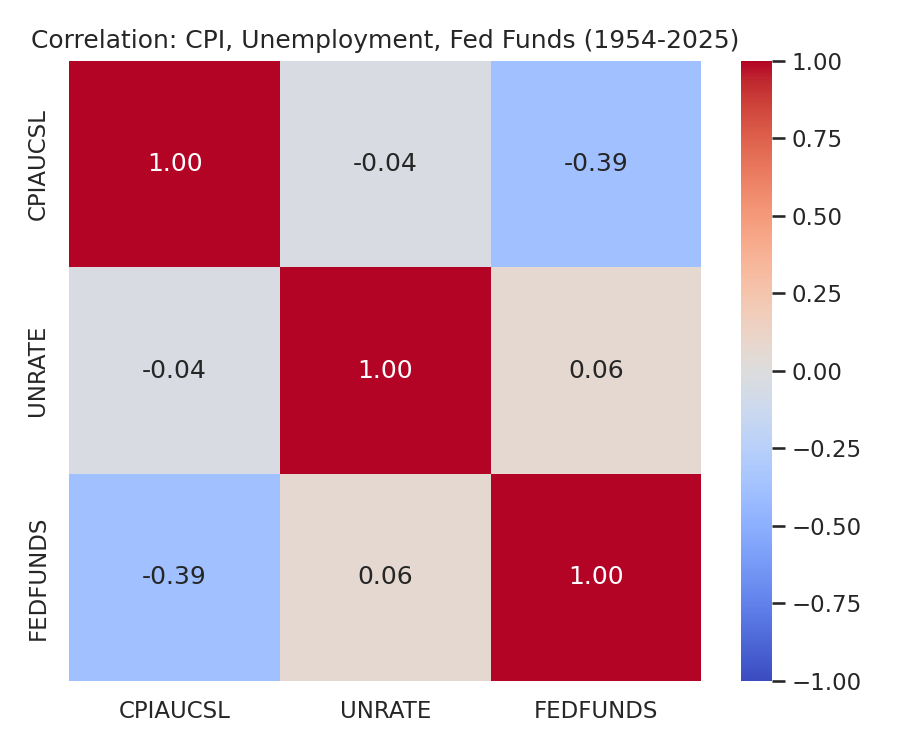 Correlation: CPI, Unemployment, Fed Funds (1954-2025)
CPIAUCSL
1.00
-0.04
-0.39
UNRATE
-0.04
1.00
0.06
FEDFUNDS
-0.39
0.06
1.00
CPIAUCSL
UNRATE
FEDFUNDS
1.00
0.75
0.50
0.25
0.00
−0.25
−0.50
−0.75
−1.00